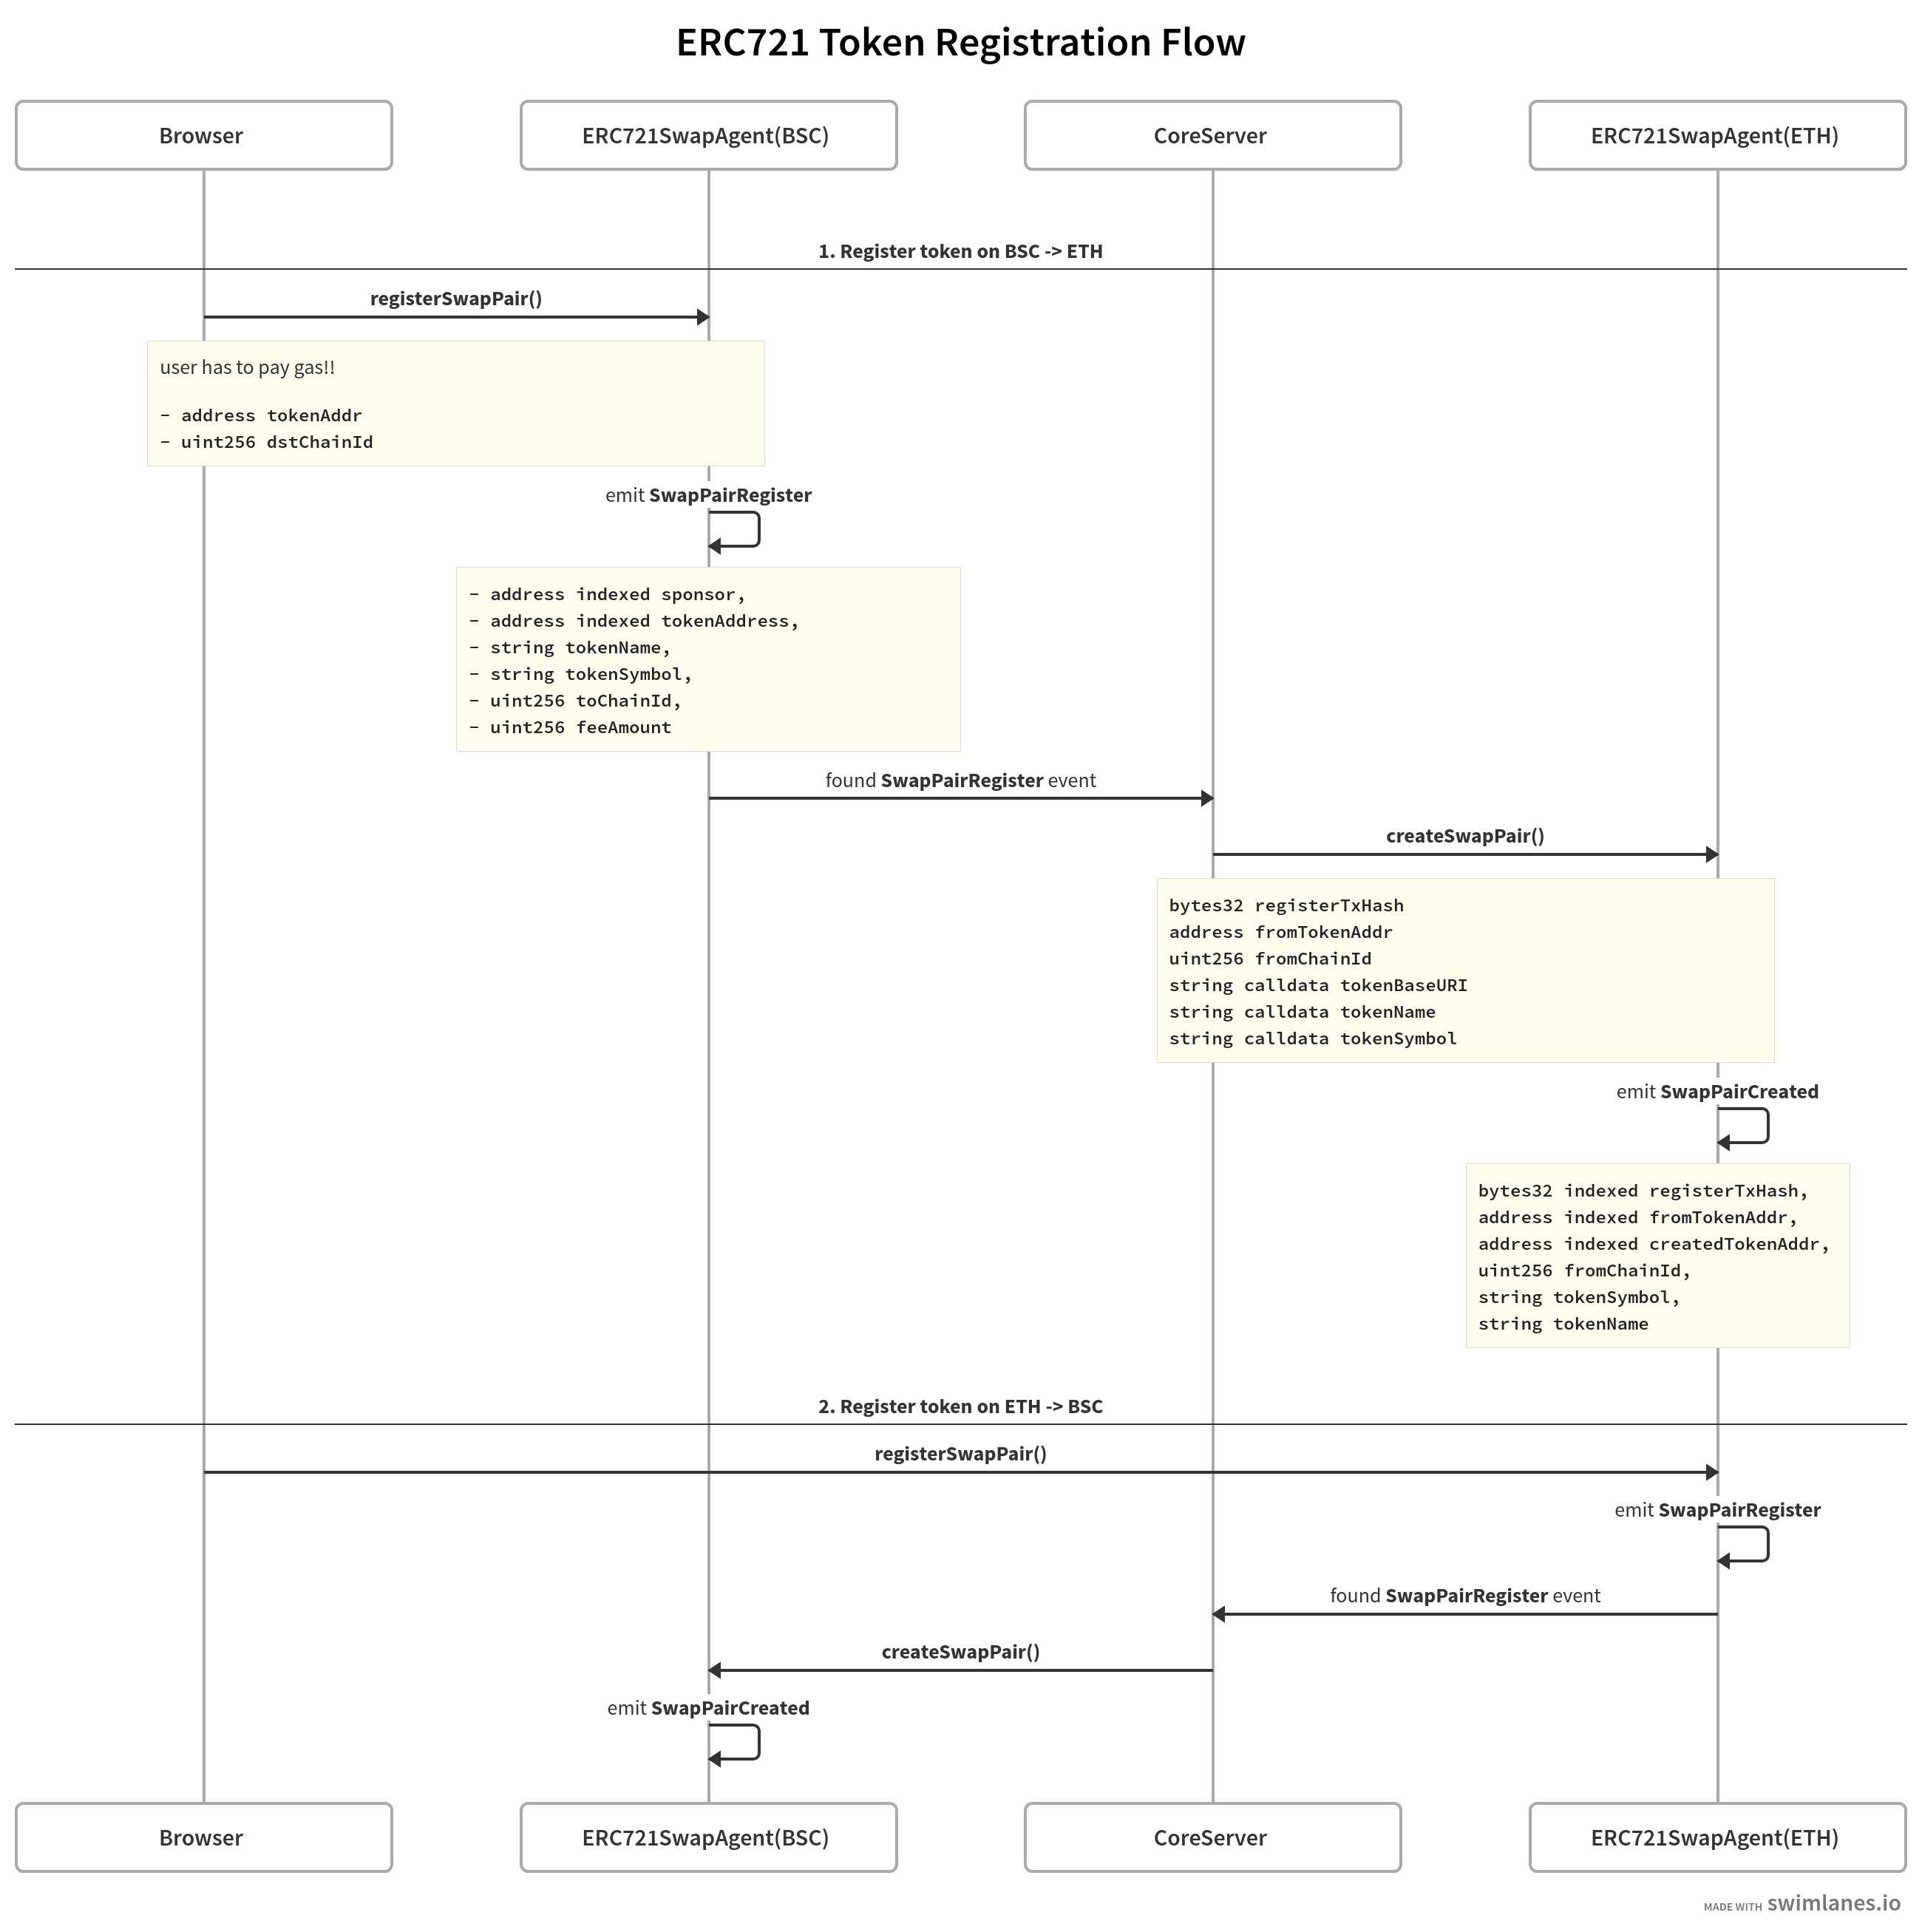 ERC721 Token Registration Flow
Browser
ERC721SwapAgent(BSC)
CoreServer
ERC721SwapAgent(ETH)
1. Register token on BSC -> ETH
registerSwapPair()
user has to pay gas!!
- address tokenAddr
- uint256 dstChainId
emit SwapPairRegister
- address indexed sponsor,
- address indexed tokenAddress,
- string tokenName,
- string tokenSymbol,
- uint256 toChainId,
- uint256 feeAmount
found SwapPairRegister event
createSwapPair()
bytes32 registerTxHash
address fromTokenAddr
uint256 fromChainId
string calldata tokenBaseURI
string calldata tokenName
string calldata tokenSymbol
emit SwapPairCreated
bytes32 indexed registerTxHash,
address indexed fromTokenAddr,
address indexed createdTokenAddr,
uint256 fromChainId,
string tokenSymbol,
string tokenName
2. Register token on ETH -> BSC
registerSwapPair()
emit SwapPairRegister
found SwapPairRegister event
createSwapPair()
emit SwapPairCreated
Browser
ERC721SwapAgent(BSC)
CoreServer
ERC721SwapAgent(ETH)
MADE WITH swimlanes.io